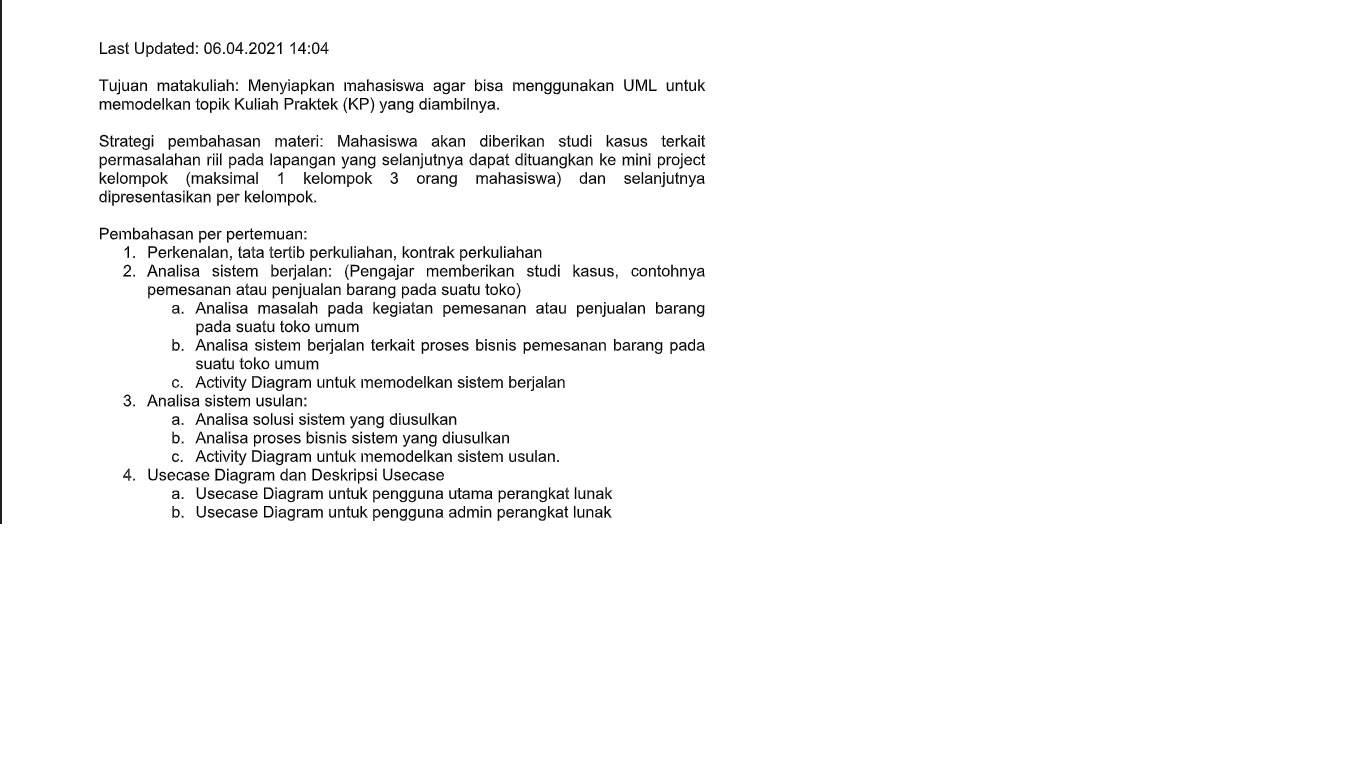 Last Updated: 06.04.2021 14:04
Tujuan matakuliah: Menyiapkan mahasiswa agar bisa menggunakan UML untuk
memodelkan topik Kuliah Praktek (KP) yang diambilnya.
Strategi pembahasan materi: Mahasiswa akan diberikan studi kasus terkait
permasalahan riil pada lapangan yang selanjutnya dapat dituangkan ke mini project
kelompok (maksimal 1 kelompok 3 orang mahasiswa) dan selanjutnya
dipresentasikan per kelompok.
Pembahasan per pertemuan:
1. Perkenalan, tata tertib perkuliahan, kontrak perkuliahan
2. Analisa sistem berjalan: (Pengajar memberikan studi kasus, contohnya
pemesanan atau penjualan barang pada suatu toko)
a. Analisa masalah pada kegiatan pemesanan atau penjualan barang
pada suatu toko umum
b. Analisa sistem berjalan terkait proses bisnis pemesanan barang pada
suatu toko umum
c. Activity Diagram untuk memodelkan sistem berjalan
3. Analisa sistem usulan:
a. Analisa solusi sistem yang diusulkan
b. Analisa proses bisnis sistem yang diusulkan
c. Activity Diagram untuk memodelkan sistem usulan.
4. Usecase Diagram dan Deskripsi Usecase
a. Usecase Diagram untuk pengguna utama perangkat lunak
b. Usecase Diagram untuk pengguna admin perangkat lunak